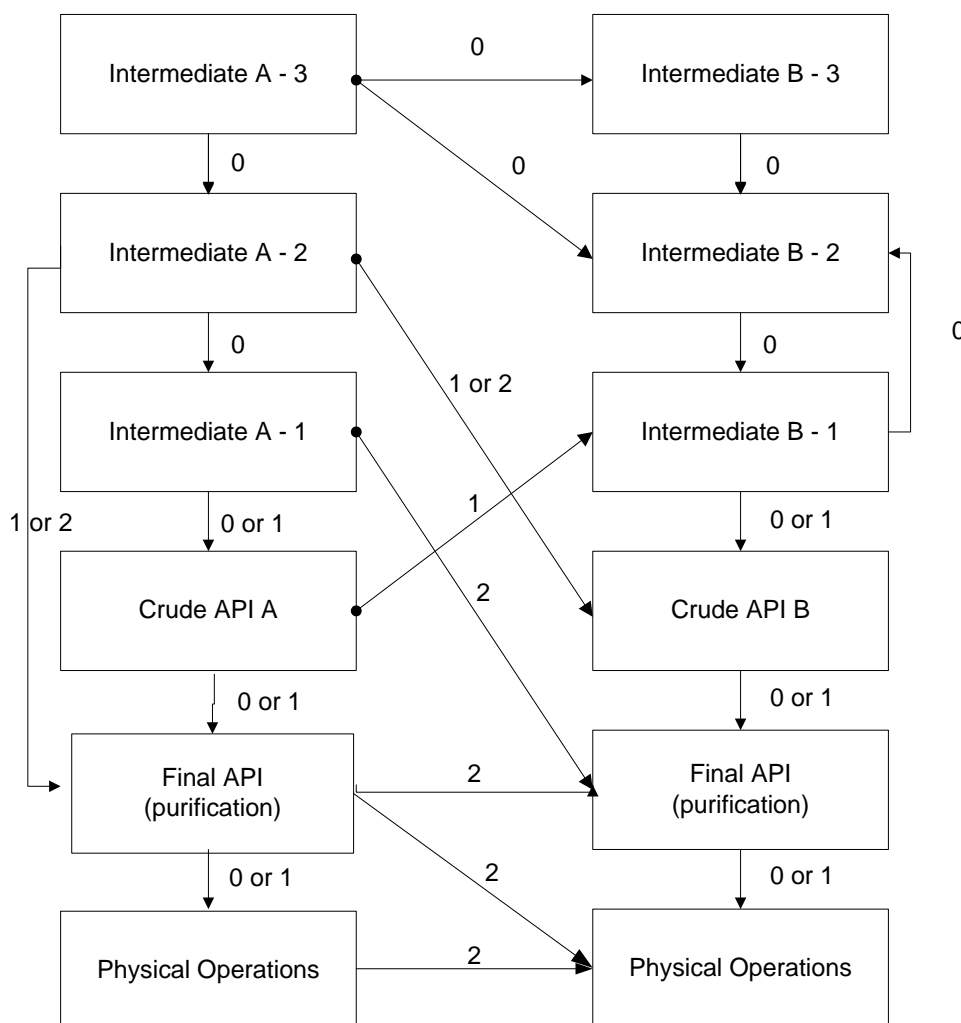 0
Intermediate A - 3
Intermediate B - 3
0
0
0
Intermediate A - 2
Intermediate B - 2
0
0
0
1 or 2
Intermediate A - 1
Intermediate B - 1
1
1 or 2
0 or 1
0 or 1
2
Crude API A
Crude API B
0 or 1
0 or 1
Final API
(purification)
2
Final API
(purification)
0 or 1
2
0 or 1
Physical Operations
2
Physical Operations